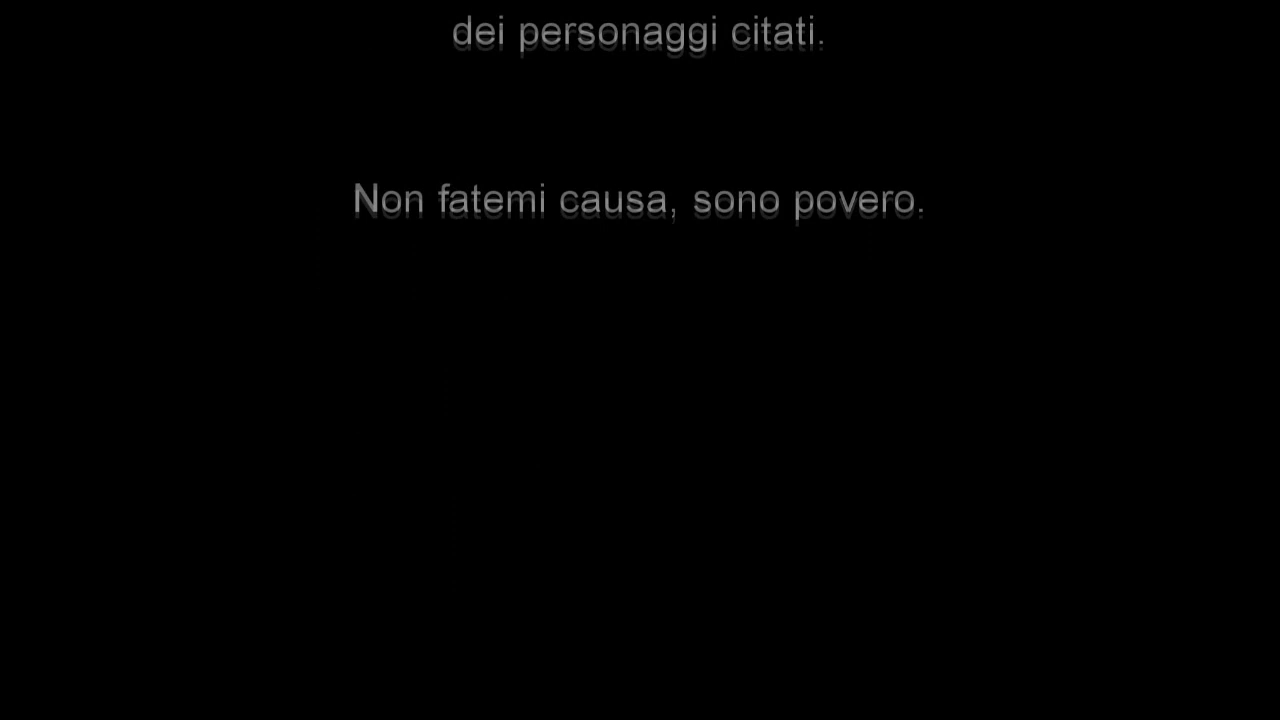 dei personaggi citati.
Non fatemi causa, sono povero.